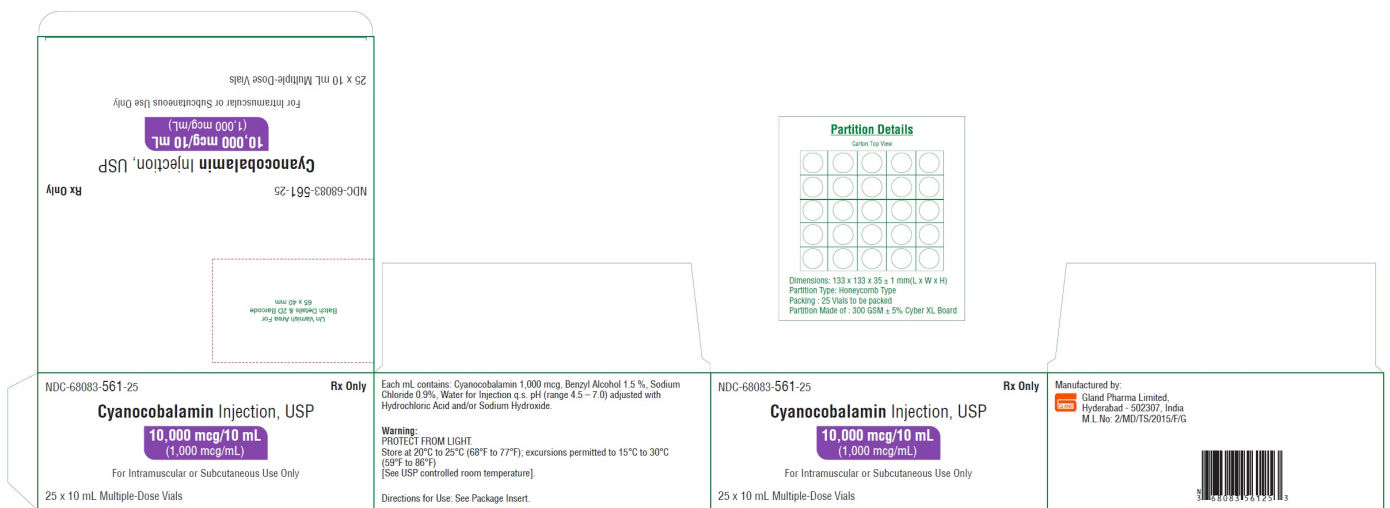 25 x 10 mL Multiple-Dose Vials
For Intramuscular or Subcutaneous Use Only
10,000 mcg/10 mL
(1,000 mcg/mL)
Cyanocobalamin Injection, USP
NDC-68083-561-25 Rx Only
Un Varnish Area For
Batch Details & 2D Barcode
65 x 40 mm
Partition Details
Carton Top View
Dimensions: 133 x 133 x 35 ± 1 mm(L x W x H)
Partition Type: Honeycomb Type
Packing : 25 Vials to be packed
Partition Made of : 300 GSM ± 5% Cyber XL Board
NDC-68083-561-25 Rx Only
Cyanocobalamin Injection, USP
10,000 mcg/10 mL
(1,000 mcg/mL)
For Intramuscular or Subcutaneous Use Only
25 x 10 mL Multiple-Dose Vials
Each mL contains: Cyanocobalamin 1,000 mcg, Benzyl Alcohol 1.5 %, Sodium
Chloride 0.9%, Water for Injection q.s. pH (range 4.5 – 7.0) adjusted with
Hydrochloric Acid and/or Sodium Hydroxide.
Warning:
PROTECT FROM LIGHT.
Store at 20°C to 25°C (68°F to 77°F); excursions permitted to 15°C to 30°C
(59°F to 86°F)
[See USP controlled room temperature].
Directions for Use: See Package Insert.
NDC-68083-561-25 Rx Only
Cyanocobalamin Injection, USP
10,000 mcg/10 mL
(1,000 mcg/mL)
For Intramuscular or Subcutaneous Use Only
25 x 10 mL Multiple-Dose Vials
Manufactured by:
GLAND
Gland Pharma Limited,
Hyderabad - 502307, India
M.L.No: 2/MD/TS/2015/F/G
N
3 68083 56125 3